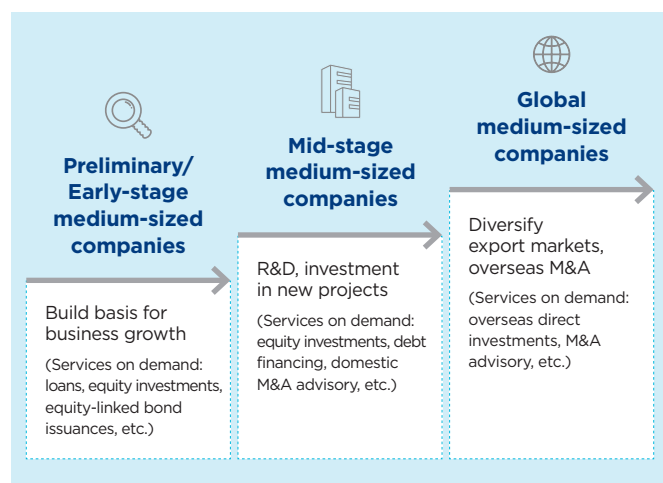 Preliminary/
Early-stage
medium-sized
companies
Build basis for
business growth
(Services on demand:
loans, equity investments,
equity-linked bond
issuances, etc.)
Mid-stage
medium-sized
companies
R&D, investment
in new projects
(Services on demand:
equity investments, debt
financing, domestic
M&A advisory, etc.)
Global
medium-sized
companies
Diversify
export markets,
overseas M&A
(Services on demand:
overseas direct
investments, M&A
advisory, etc.)